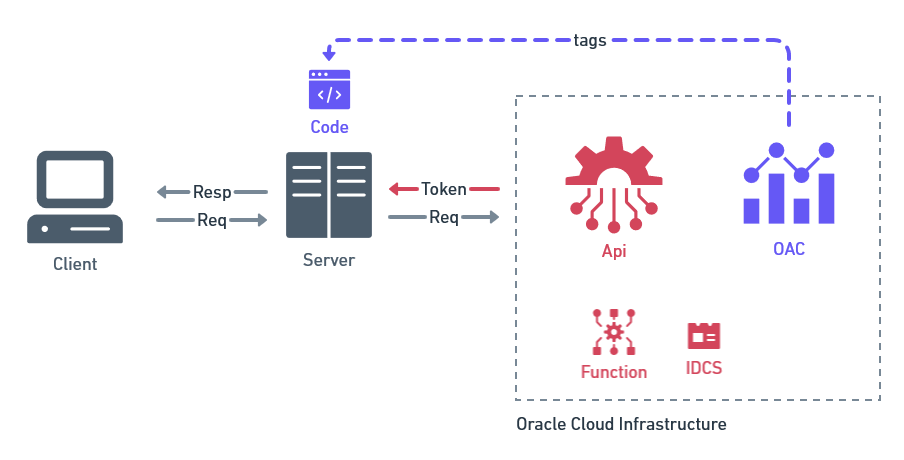 tags
Code
Resp
Req
Client
Server
Token
Req
Api
OAC
Function
IDCS
Oracle Cloud Infrastructure